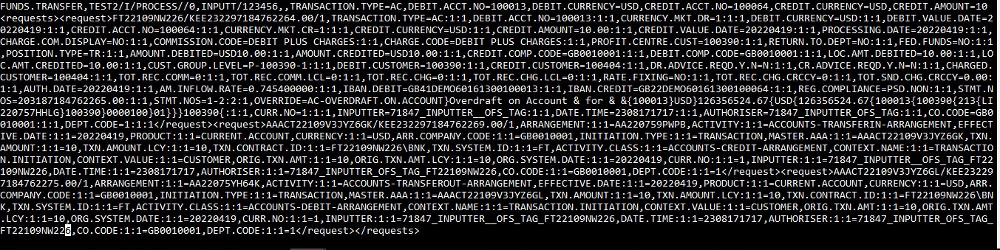 FUNDS.TRANSFER,TEST2/I/PROCESS//0,INPUTT/123456,,TRANSACTION.TYPE=AC,DEBIT.ACCT.NO=100013,DEBIT.CURRENCY=USD,CREDIT.ACCT.NO=100064,CREDIT.CURRENCY=USD,CREDIT.AMOUNT=10
<requests><request>FT22109NW226/KEE232297184762264.00/1,TRANSACTION.TYPE=AC:1:1,DEBIT.ACCT.NO=100013:1:1,CURRENCY.MKT.DR=1:1:1,DEBIT.CURRENCY=USD:1:1,DEBIT.VALUE.DATE=2
0220419:1:1,CREDIT.ACCT.NO=100064:1:1,CURRENCY.MKT.CR=1:1:1,CREDIT.CURRENCY=USD:1:1,CREDIT.AMOUNT=10.00:1:1,CREDIT.VALUE.DATE=20220419:1:1,PROCESSING.DATE=20220419:1:1,
CHARGE.COM.DISPLAY=NO:1:1,COMMISSION.CODE=DEBIT PLUS CHARGES:1:1,CHARGE.CODE=DEBIT PLUS CHARGES:1:1,PROFIT.CENTRE.CUST=100390:1:1,RETURN.TO.DEPT=NO:1:1,FED.FUNDS=NO:1:1
,POSITION.TYPE=TR:1:1,AMOUNT.DEBITED=USD10.00:1:1,AMOUNT.CREDITED=USD10.00:1:1,CREDIT.COMP.CODE=GB0010001:1:1,DEBIT.COMP.CODE=GB0010001:1:1,LOC.AMT.DEBITED=10.00:1:1,LO
C.AMT.CREDITED=10.00:1:1,CUST.GROUP.LEVEL=P-100390-1:1:1,DEBIT.CUSTOMER=100390:1:1,CREDIT.CUSTOMER=100404:1:1,DR.ADVICE.REQD.Y.N=N:1:1,CR.ADVICE.REQD.Y.N=N:1:1,CHARGED.
CUSTOMER=100404:1:1,TOT.REC.COMM=0:1:1,TOT.REC.COMM.LCL=0:1:1,TOT.REC.CHG=0:1:1,TOT.REC.CHG.LCL=0:1:1,RATE.FIXING=NO:1:1,TOT.REC.CHG.CRCCY=0:1:1,TOT.SND.CHG.CRCCY=0.00:
1:1,AUTH.DATE=20220419:1:1,AM.INFLOW.RATE=0.745400000:1:1,IBAN.DEBIT=GB41DEMO60161300100013:1:1,IBAN.CREDIT=GB22DEMO60161300100064:1:1,REG.COMPLIANCE=PSD.NON:1:1,STMT.N
OS=203187184762265.00:1:1,STMT.NOS=1-2:2:1,OVERRIDE=AC-OVERDRAFT.ON.ACCOUNT}Overdraft on Account & for & &{100013}USD}126356524.67{USD{126356524.67{100013{100390{213{LI
220757HHLG}100390}0000100}01}}}100390{:1:1,CURR.NO=1:1:1,INPUTTER=71847_INPUTTER__OFS_TAG:1:1,DATE.TIME=2308171717:1:1,AUTHORISER=71847_INPUTTER_OFS_TAG:1:1,CO.CODE=GB0
010001:1:1,DEPT.CODE=1:1:1</request><request>AAACT22109V3JYZ6GK/KEE232297184762269.00/1,ARRANGEMENT:1:1=AA220759PWPB,ACTIVITY:1:1=ACCOUNTS-TRANSFERIN-ARRANGEMENT,EFFECT
IVE.DATE:1:1=20220419,PRODUCT:1:1=CURRENT.ACCOUNT,CURRENCY:1:1=USD,ARR.COMPANY.CODE:1:1=GB0010001,INITIATION.TYPE:1:1=TRANSACTION,MASTER.AAA:1:1=AAACT22109V3JYZ6GK,TXN.
AMOUNT:1:1=10,TXN.AMOUNT.LCY:1:1=10,TXN.CONTRACT.ID:1:1=FT22109NW226\BNK,TXN.SYSTEM.ID:1:1=FT,ACTIVITY.CLASS:1:1=ACCOUNTS-CREDIT-ARRANGEMENT,CONTEXT.NAME:1:1=TRANSACTIO
N.INITIATION,CONTEXT.VALUE:1:1=CUSTOMER,ORIG.TXN.AMT:1:1=10,ORIG.TXN.AMT.LCY:1:1=10,ORG.SYSTEM.DATE:1:1=20220419,CURR.NO:1:1=1,INPUTTER:1:1=71847_INPUTTER__OFS_TAG_FT22
109NW226,DATE.TIME:1:1=2308171717,AUTHORISER:1:1=71847_INPUTTER_OFS_TAG_FT22109NW226,CO.CODE:1:1=GB0010001,DEPT.CODE:1:1=1</request><request>AAACT22109V3JYZ6GL/KEE23229
7184762275.00/1,ARRANGEMENT:1:1=AA22075YH64K,ACTIVITY:1:1=ACCOUNTS-TRANSFEROUT-ARRANGEMENT,EFFECTIVE.DATE:1:1=20220419,PRODUCT:1:1=CURRENT.ACCOUNT,CURRENCY:1:1=USD,ARR.
COMPANY.CODE:1:1=GB0010001,INITIATION.TYPE:1:1=TRANSACTION,MASTER.AAA:1:1=AAACT22109V3JYZ6GL,TXN.AMOUNT:1:1=10,TXN.AMOUNT.LCY:1:1=10,TXN.CONTRACT.ID:1:1=FT22109NW226\BN
K,TXN.SYSTEM.ID:1:1=FT,ACTIVITY.CLASS:1:1=ACCOUNTS-DEBIT-ARRANGEMENT,CONTEXT.NAME:1:1=TRANSACTION.INITIATION,CONTEXT.VALUE:1:1=CUSTOMER,ORIG.TXN.AMT:1:1=10,ORIG.TXN.AMT
.LCY:1:1=10,ORG.SYSTEM.DATE:1:1=20220419,CURR.NO:1:1=1,INPUTTER:1:1=71847_INPUTTER__OFS_TAG_FT22109NW226,DATE.TIME:1:1=2308171717,AUTHORISER:1:1=71847_INPUTTER_OFS_TAG_
FT22109NW226,CO.CODE:1:1=GB0010001,DEPT.CODE:1:1=1</request></requests>